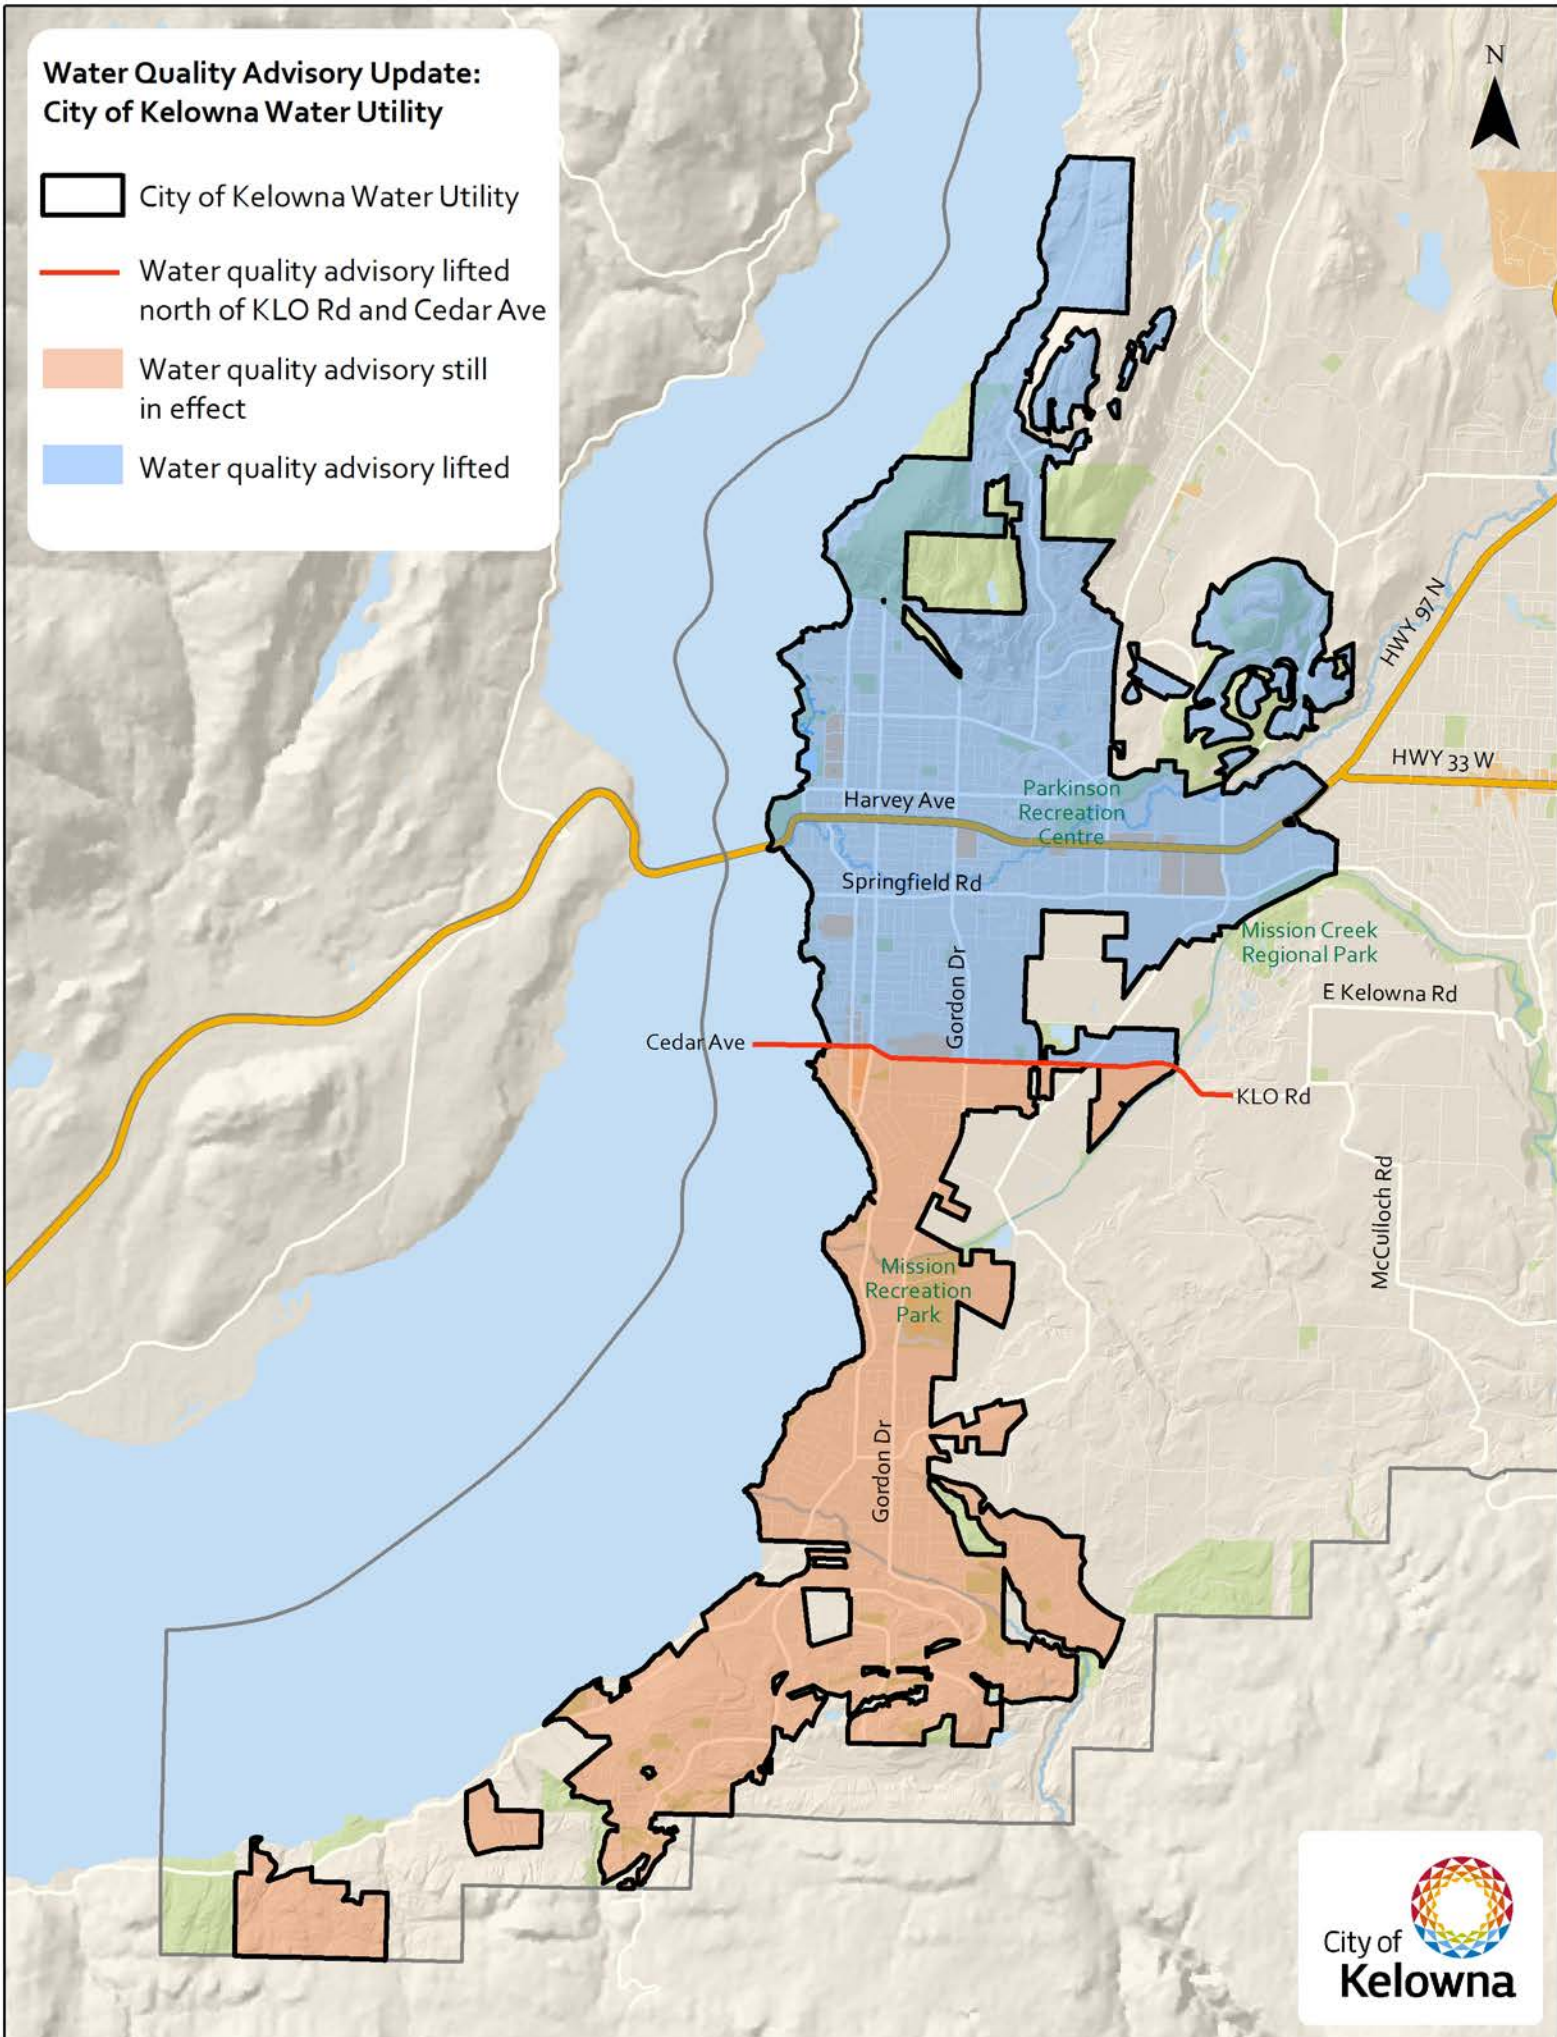 Water Quality Advisory Update:
City of Kelowna Water Utility
City of Kelowna Water Utility
Water quality advisory lifted
north of KLO Rd and Cedar Ave
Water quality advisory still
in effect
Water quality advisory lifted
N
HWY 97 N
HWY 33 W
Harvey Ave
Parkinson
Recreation
Centre
Springfield Rd
Mission Creek
Regional Park
Gordon Dr
E Kelowna Rd
Cedar Ave
KLO Rd
McCulloch Rd
Mission
Recreation
Park
Gordon Dr
City of
Kelowna